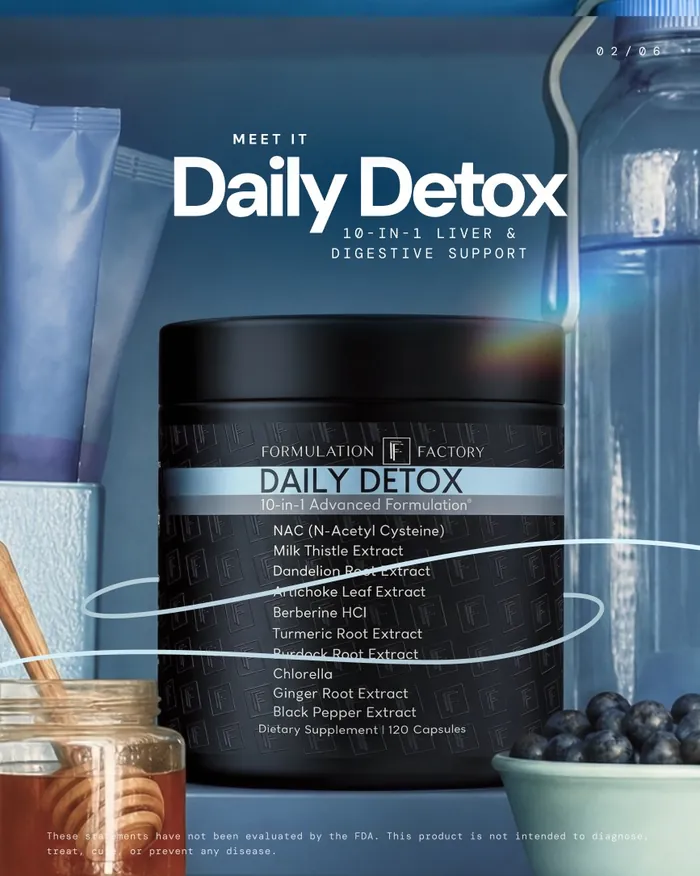 02/06
MEET IT
Daily Detox
10-IN-1 LIVER &
DIGESTIVE SUPPORT
FORMULATION F FACTORY
DAILY DETOX
10-in-1 Advanced Formulation®
NAC (N-Acetyl Cysteine)
Milk Thistle Extract
Dandelion Root Extract
Artichoke Leaf Extract
Berberine HCl
Turmeric Root Extract
Burdock Root Extract
Chlorella
Ginger Root Extract
Black Pepper Extract
Dietary Supplement | 120 Capsules
These statements have not been evaluated by the FDA. This product is not intended to diagnose,
treat, cure, or prevent any disease.